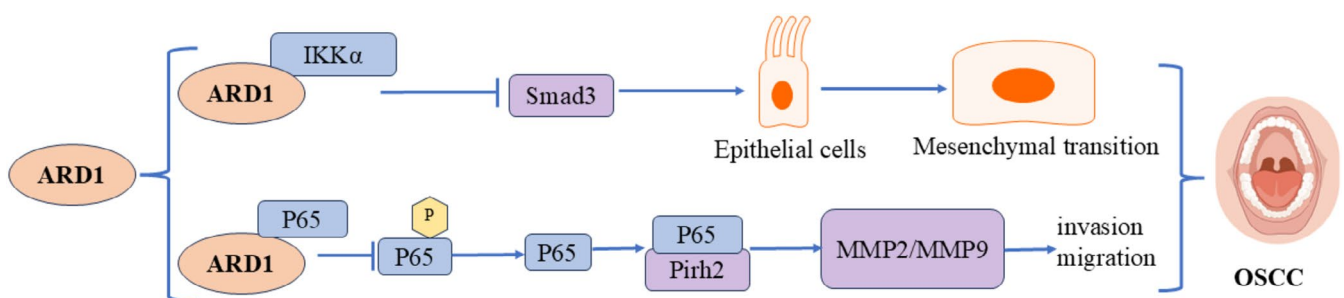 ARD1
IKKα
ARD1
Smad3
Epithelial cells
Mesenchymal transition
P65
ARD1
P
P65
P65
P65
Pirh2
MMP2/MMP9
invasion
migration
OSCC